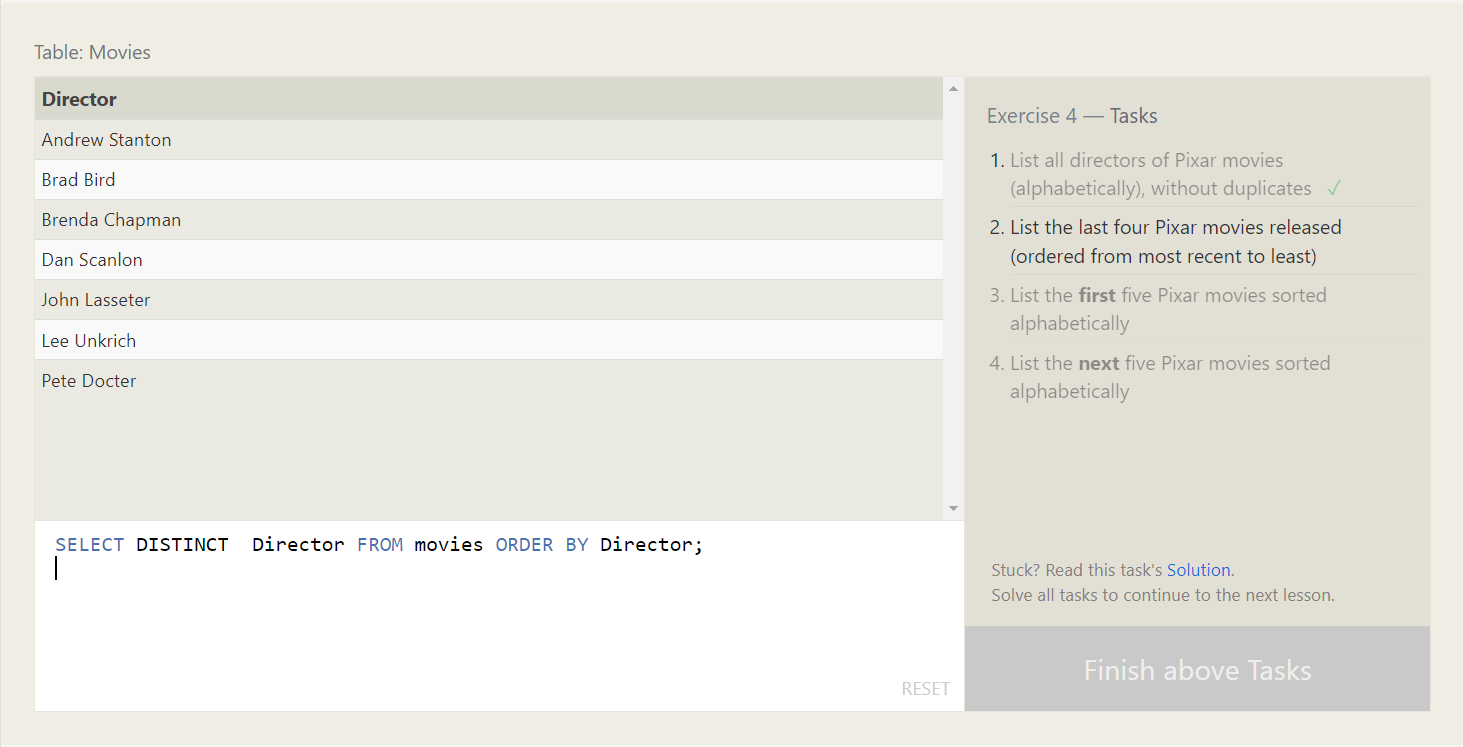 Table: Movies
Director
Andrew Stanton
Brad Bird
Brenda Chapman
Dan Scanlon
John Lasseter
Lee Unkrich
Pete Docter
SELECT DISTINCT  Director FROM movies ORDER BY Director;
RESET
Exercise 4 — Tasks
1. List all directors of Pixar movies
(alphabetically), without duplicates ✓
2. List the last four Pixar movies released
(ordered from most recent to least)
3. List the first five Pixar movies sorted
alphabetically
4. List the next five Pixar movies sorted
alphabetically
Stuck? Read this task's Solution.
Solve all tasks to continue to the next lesson.
Finish above Tasks